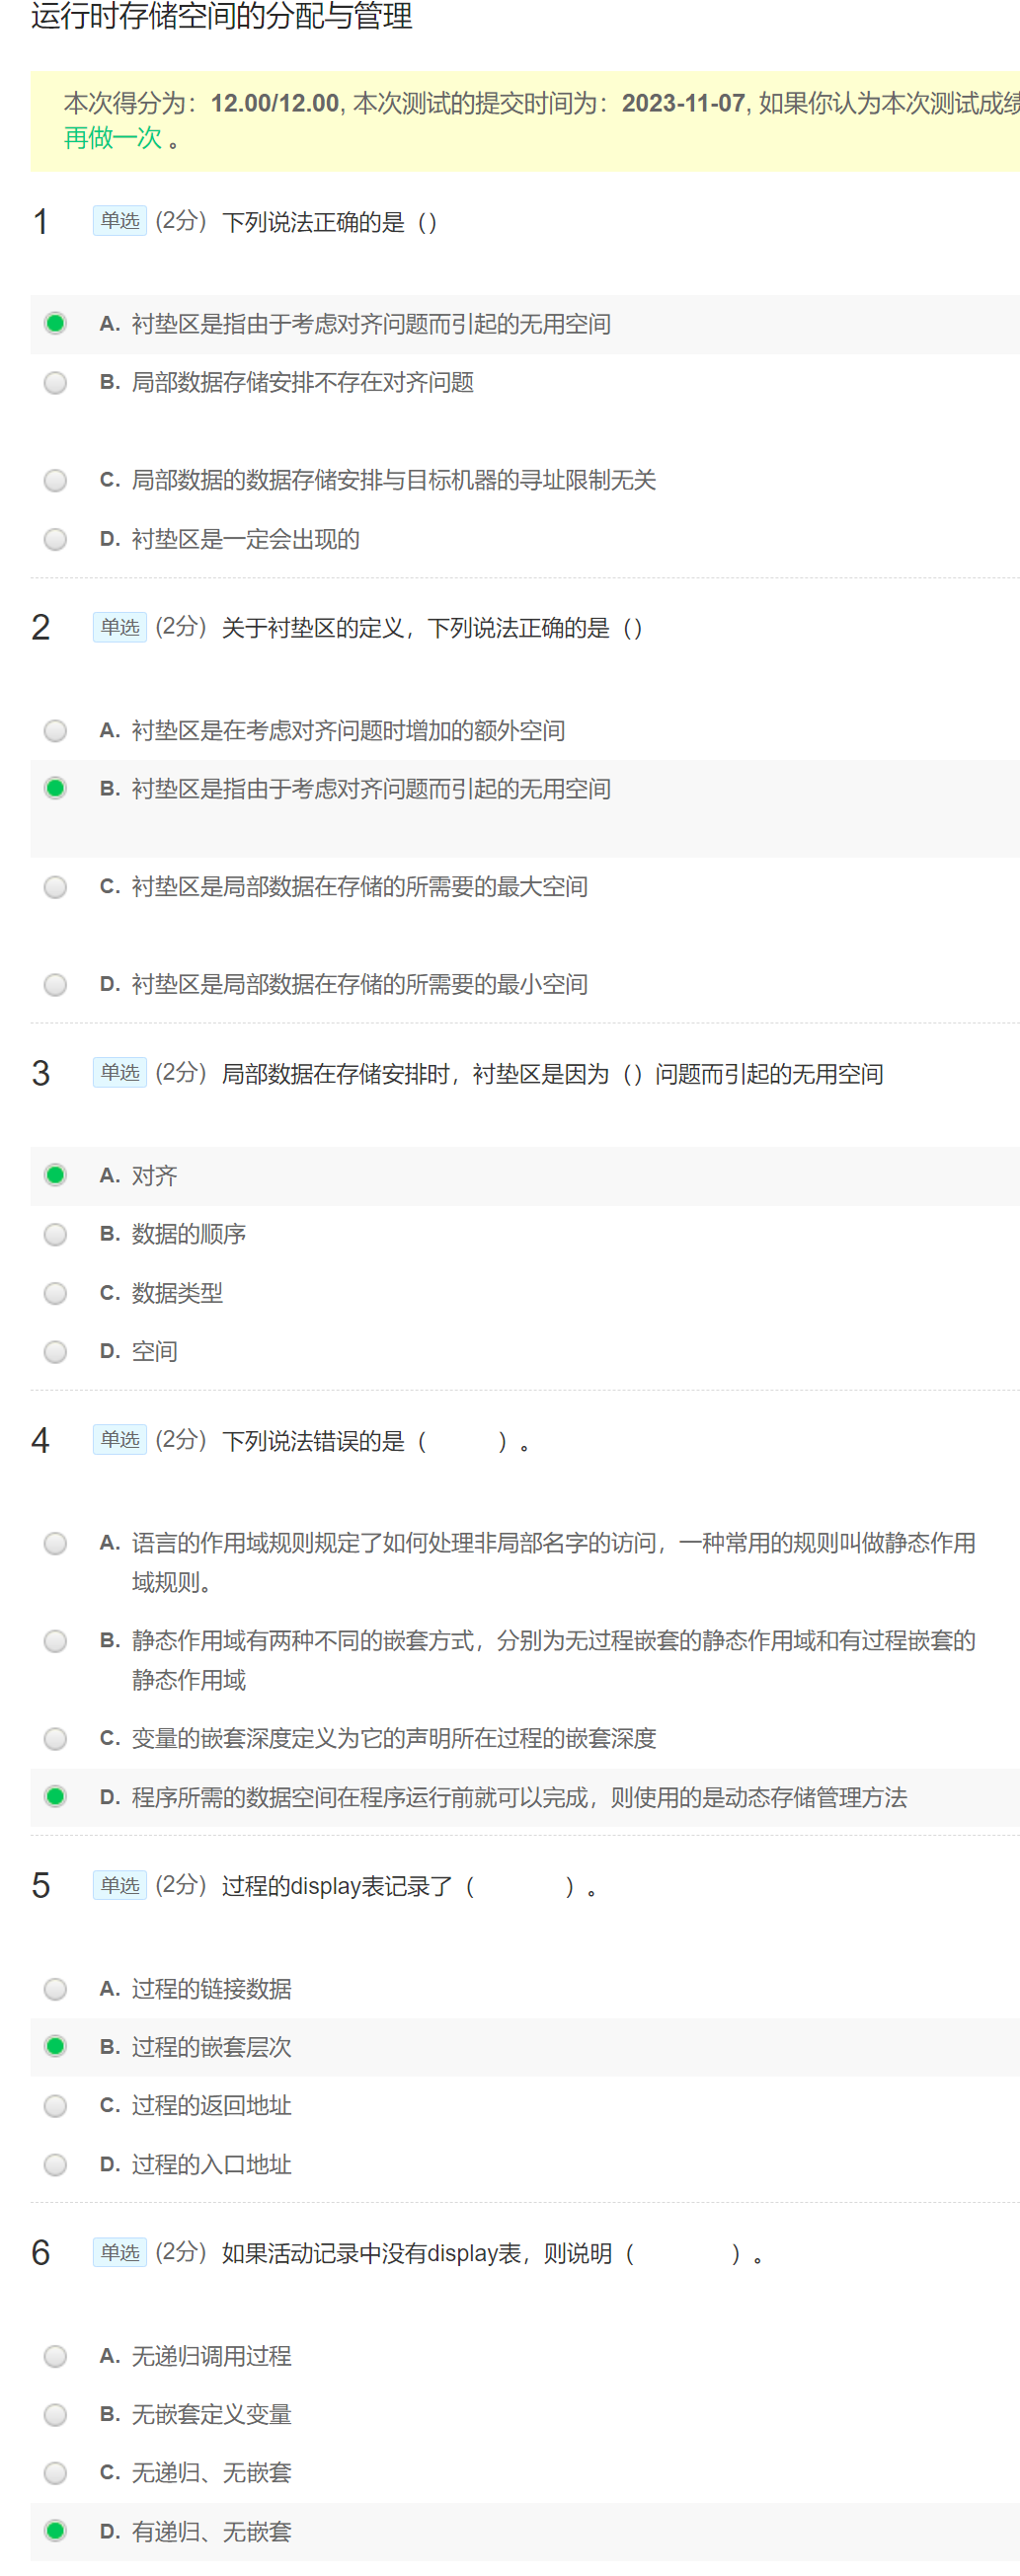 运行时存储空间的分配与管理
本次得分为：12.00/12.00, 本次测试的提交时间为：2023-11-07, 如果你认为本次测试成绩
再做一次 。
1 单选 (2分) 下列说法正确的是（）
A. 衬垫区是指由于考虑对齐问题而引起的无用空间
B. 局部数据存储安排不存在对齐问题
C. 局部数据的数据存储安排与目标机器的寻址限制无关
D. 衬垫区是一定会出现的
2 单选 (2分) 关于衬垫区的定义，下列说法正确的是（）
A. 衬垫区是在考虑对齐问题时增加的额外空间
B. 衬垫区是指由于考虑对齐问题而引起的无用空间
C. 衬垫区是局部数据在存储的所需要的最大空间
D. 衬垫区是局部数据在存储的所需要的最小空间
3 单选 (2分) 局部数据在存储安排时，衬垫区是因为（）问题而引起的无用空间
A. 对齐
B. 数据的顺序
C. 数据类型
D. 空间
4 单选 (2分) 下列说法错误的是（ ）。
A. 语言的作用域规则规定了如何处理非局部名字的访问，一种常用的规则叫做静态作用
域规则。
B. 静态作用域有两种不同的嵌套方式，分别为无过程嵌套的静态作用域和有过程嵌套的
静态作用域
C. 变量的嵌套深度定义为它的声明所在过程的嵌套深度
D. 程序所需的数据空间在程序运行前就可以完成，则使用的是动态存储管理方法
5 单选 (2分) 过程的display表记录了（ ）。
A. 过程的链接数据
B. 过程的嵌套层次
C. 过程的返回地址
D. 过程的入口地址
6 单选 (2分) 如果活动记录中没有display表，则说明（ ）。
A. 无递归调用过程
B. 无嵌套定义变量
C. 无递归、无嵌套
D. 有递归、无嵌套